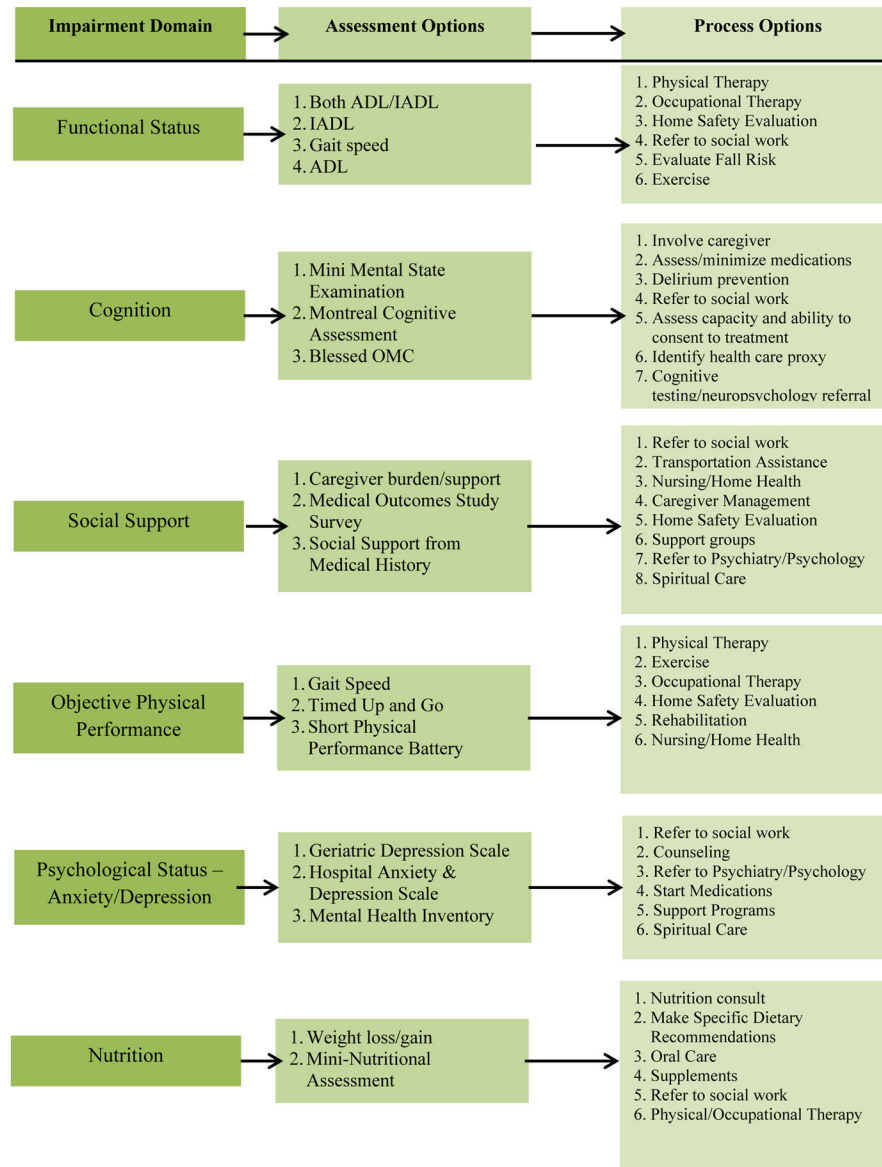 Impairment Domain
Assessment Options
Process Options
Functional Status
1. Both ADL/IADL
2. IADL
3. Gait speed
4. ADL
1. Physical Therapy
2. Occupational Therapy
3. Home Safety Evaluation
4. Refer to social work
5. Evaluate Fall Risk
6. Exercise
Cognition
1. Mini Mental State
Examination
2. Montreal Cognitive
Assessment
3. Blessed OMC
1. Involve caregiver
2. Assess/minimize medications
3. Delirium prevention
4. Refer to social work
5. Assess capacity and ability to
consent to treatment
6. Identify health care proxy
7. Cognitive
testing/neuropsychology referral
Social Support
1. Caregiver burden/support
2. Medical Outcomes Study
Survey
3. Social Support from
Medical History
1. Refer to social work
2. Transportation Assistance
3. Nursing/Home Health
4. Caregiver Management
5. Home Safety Evaluation
6. Support groups
7. Refer to Psychiatry/Psychology
8. Spiritual Care
Objective Physical
Performance
1. Gait Speed
2. Timed Up and Go
3. Short Physical
Performance Battery
1. Physical Therapy
2. Exercise
3. Occupational Therapy
4. Home Safety Evaluation
5. Rehabilitation
6. Nursing/Home Health
Psychological Status –
Anxiety/Depression
1. Geriatric Depression Scale
2. Hospital Anxiety &
Depression Scale
3. Mental Health Inventory
1. Refer to social work
2. Counseling
3. Refer to Psychiatry/Psychology
4. Start Medications
5. Support Programs
6. Spiritual Care
Nutrition
1. Weight loss/gain
2. Mini-Nutritional
Assessment
1. Nutrition consult
2. Make Specific Dietary
Recommendations
3. Oral Care
4. Supplements
5. Refer to social work
6. Physical/Occupational Therapy